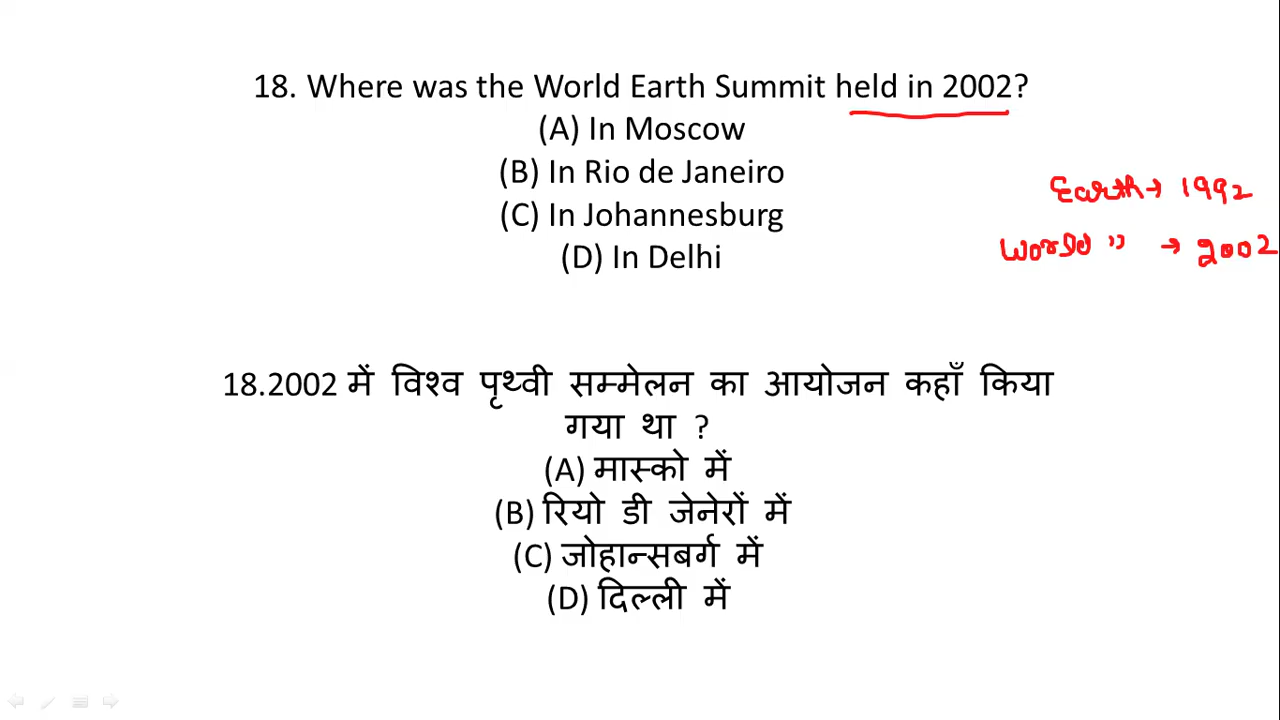 18. Where was the World Earth Summit held in 2002?
(A) In Moscow
(B) In Rio de Janeiro
(C) In Johannesburg
(D) In Delhi
Earth → 1992
World " → 2002
18.2002 में विश्व पृथ्वी सम्मेलन का आयोजन कहाँ किया
गया था ?
(A) मास्को में
(B) रियो डी जेनेरों में
(C) जोहान्सबर्ग में
(D) दिल्ली में